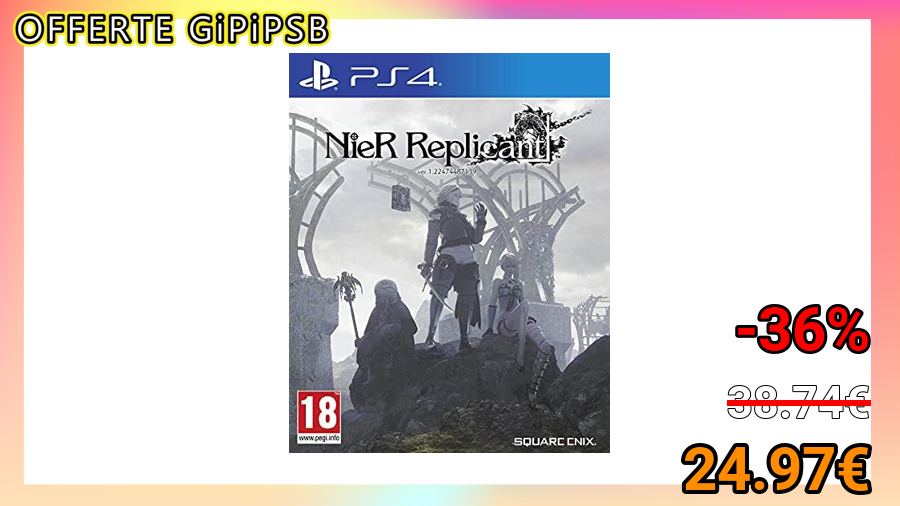 OFFERTE GiPiPSB
PS4
NieR Replicant
ver.1.22474487139...
18
www.pegi.info
SQUARE ENIX.
-36%
38.74€
24.97€